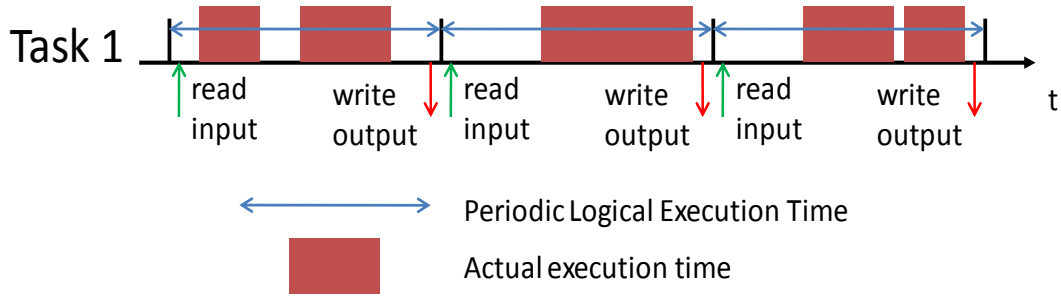 Task 1
read
input
write
output
read
input
write
output
read
input
write
output
t
Periodic Logical Execution Time
Actual execution time